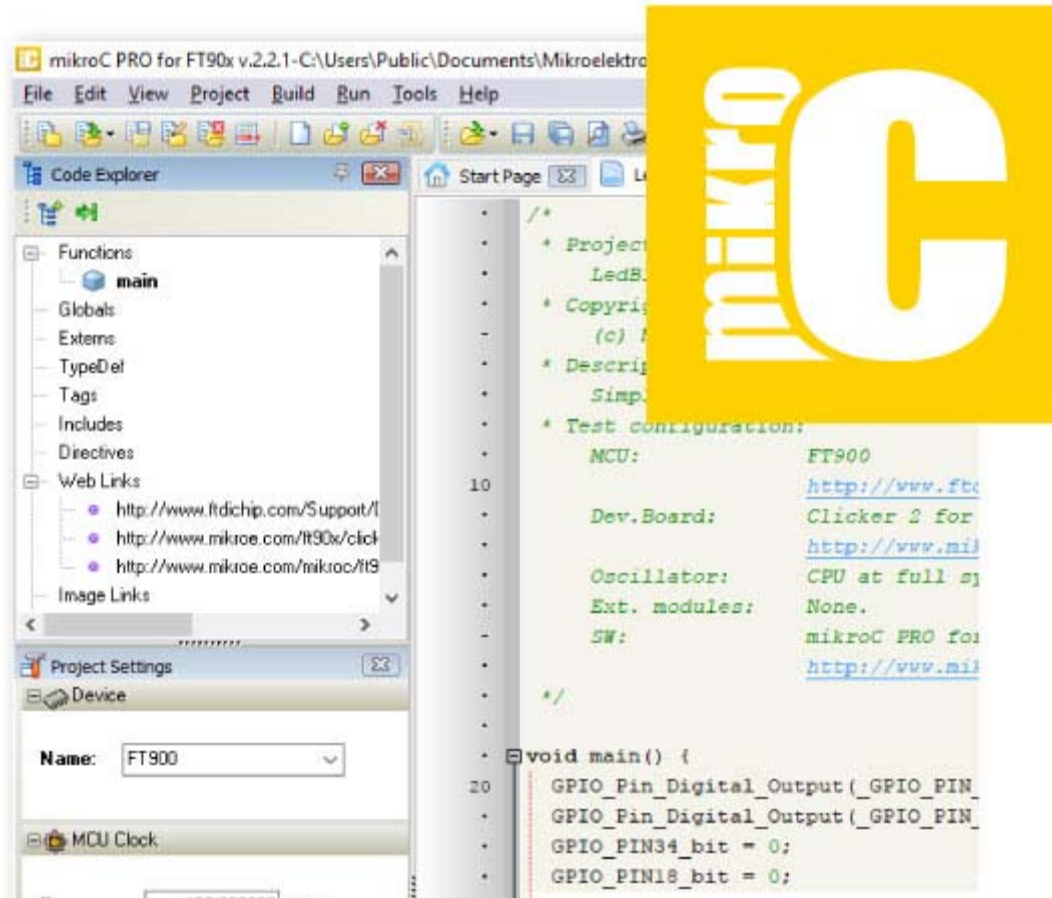 mikroC PRO for FT90x v.2.2.1-C:\Users\Public\Documents\Mikroelektro
File Edit View Project Build Run Tools Help
mikro C
Code Explorer
Functions
main
Globals
Externs
TypeDef
Tags
Includes
Directives
Web Links
http://www.ftdichip.com/Support/
http://www.mikroe.com/ft90x/click
http://www.mikroe.com/mikroc/ft9
Image Links
Project Settings
Device
Name: FT900
MCU Clock
Start Page
/*
* Project
LedB
* Copyrig
(c)
* Descrip
Simp
* Test configuration:
MCU: FT900
10 http://www.ftd
Dev.Board: Clicker 2 for
http://www.mik
Oscillator: CPU at full sy
Ext. modules: None.
SW: mikroC PRO for
http://www.mik
*/
void main() {
20 GPIO_Pin_Digital_Output(_GPIO_PIN_
GPIO_Pin_Digital_Output(_GPIO_PIN_
GPIO_PIN34_bit = 0;
GPIO_PIN18_bit = 0;